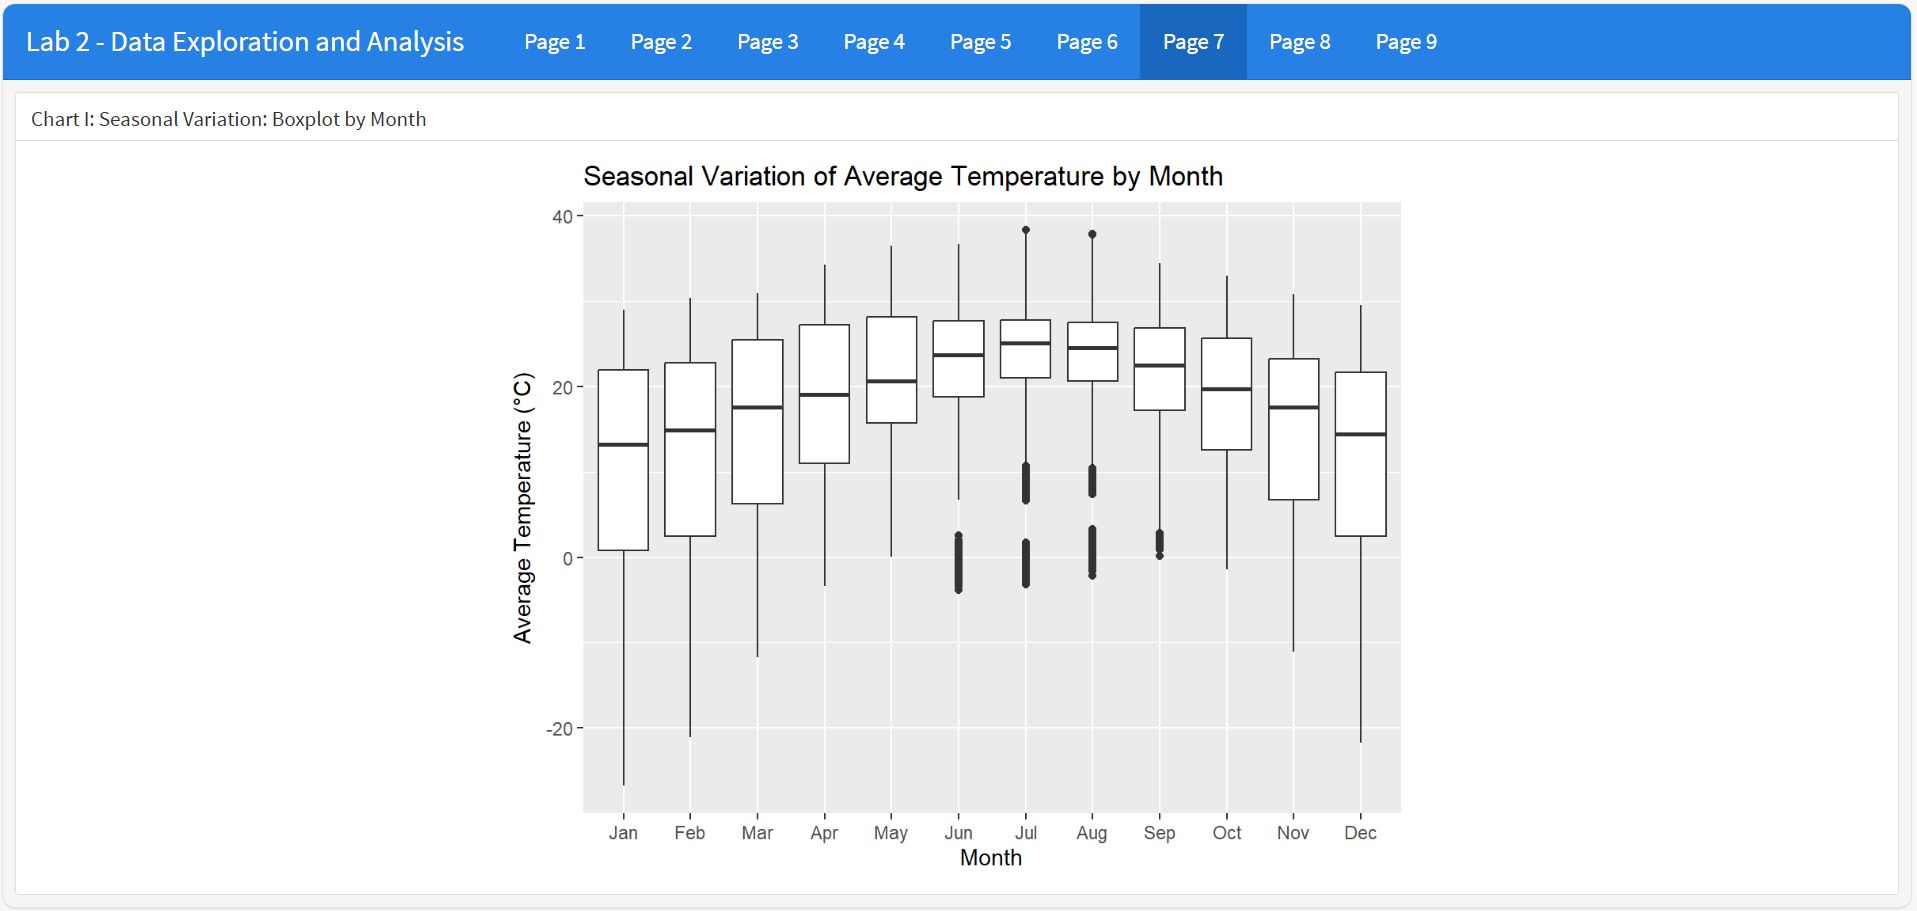 Lab 2 - Data Exploration and Analysis Page 1 Page 2 Page 3 Page 4 Page 5 Page 6 Page 7 Page 8 Page 9
Chart I: Seasonal Variation: Boxplot by Month
Seasonal Variation of Average Temperature by Month
Average Temperature (°C)
40
20
0
-20
Jan Feb Mar Apr May Jun Jul Aug Sep Oct Nov Dec
Month